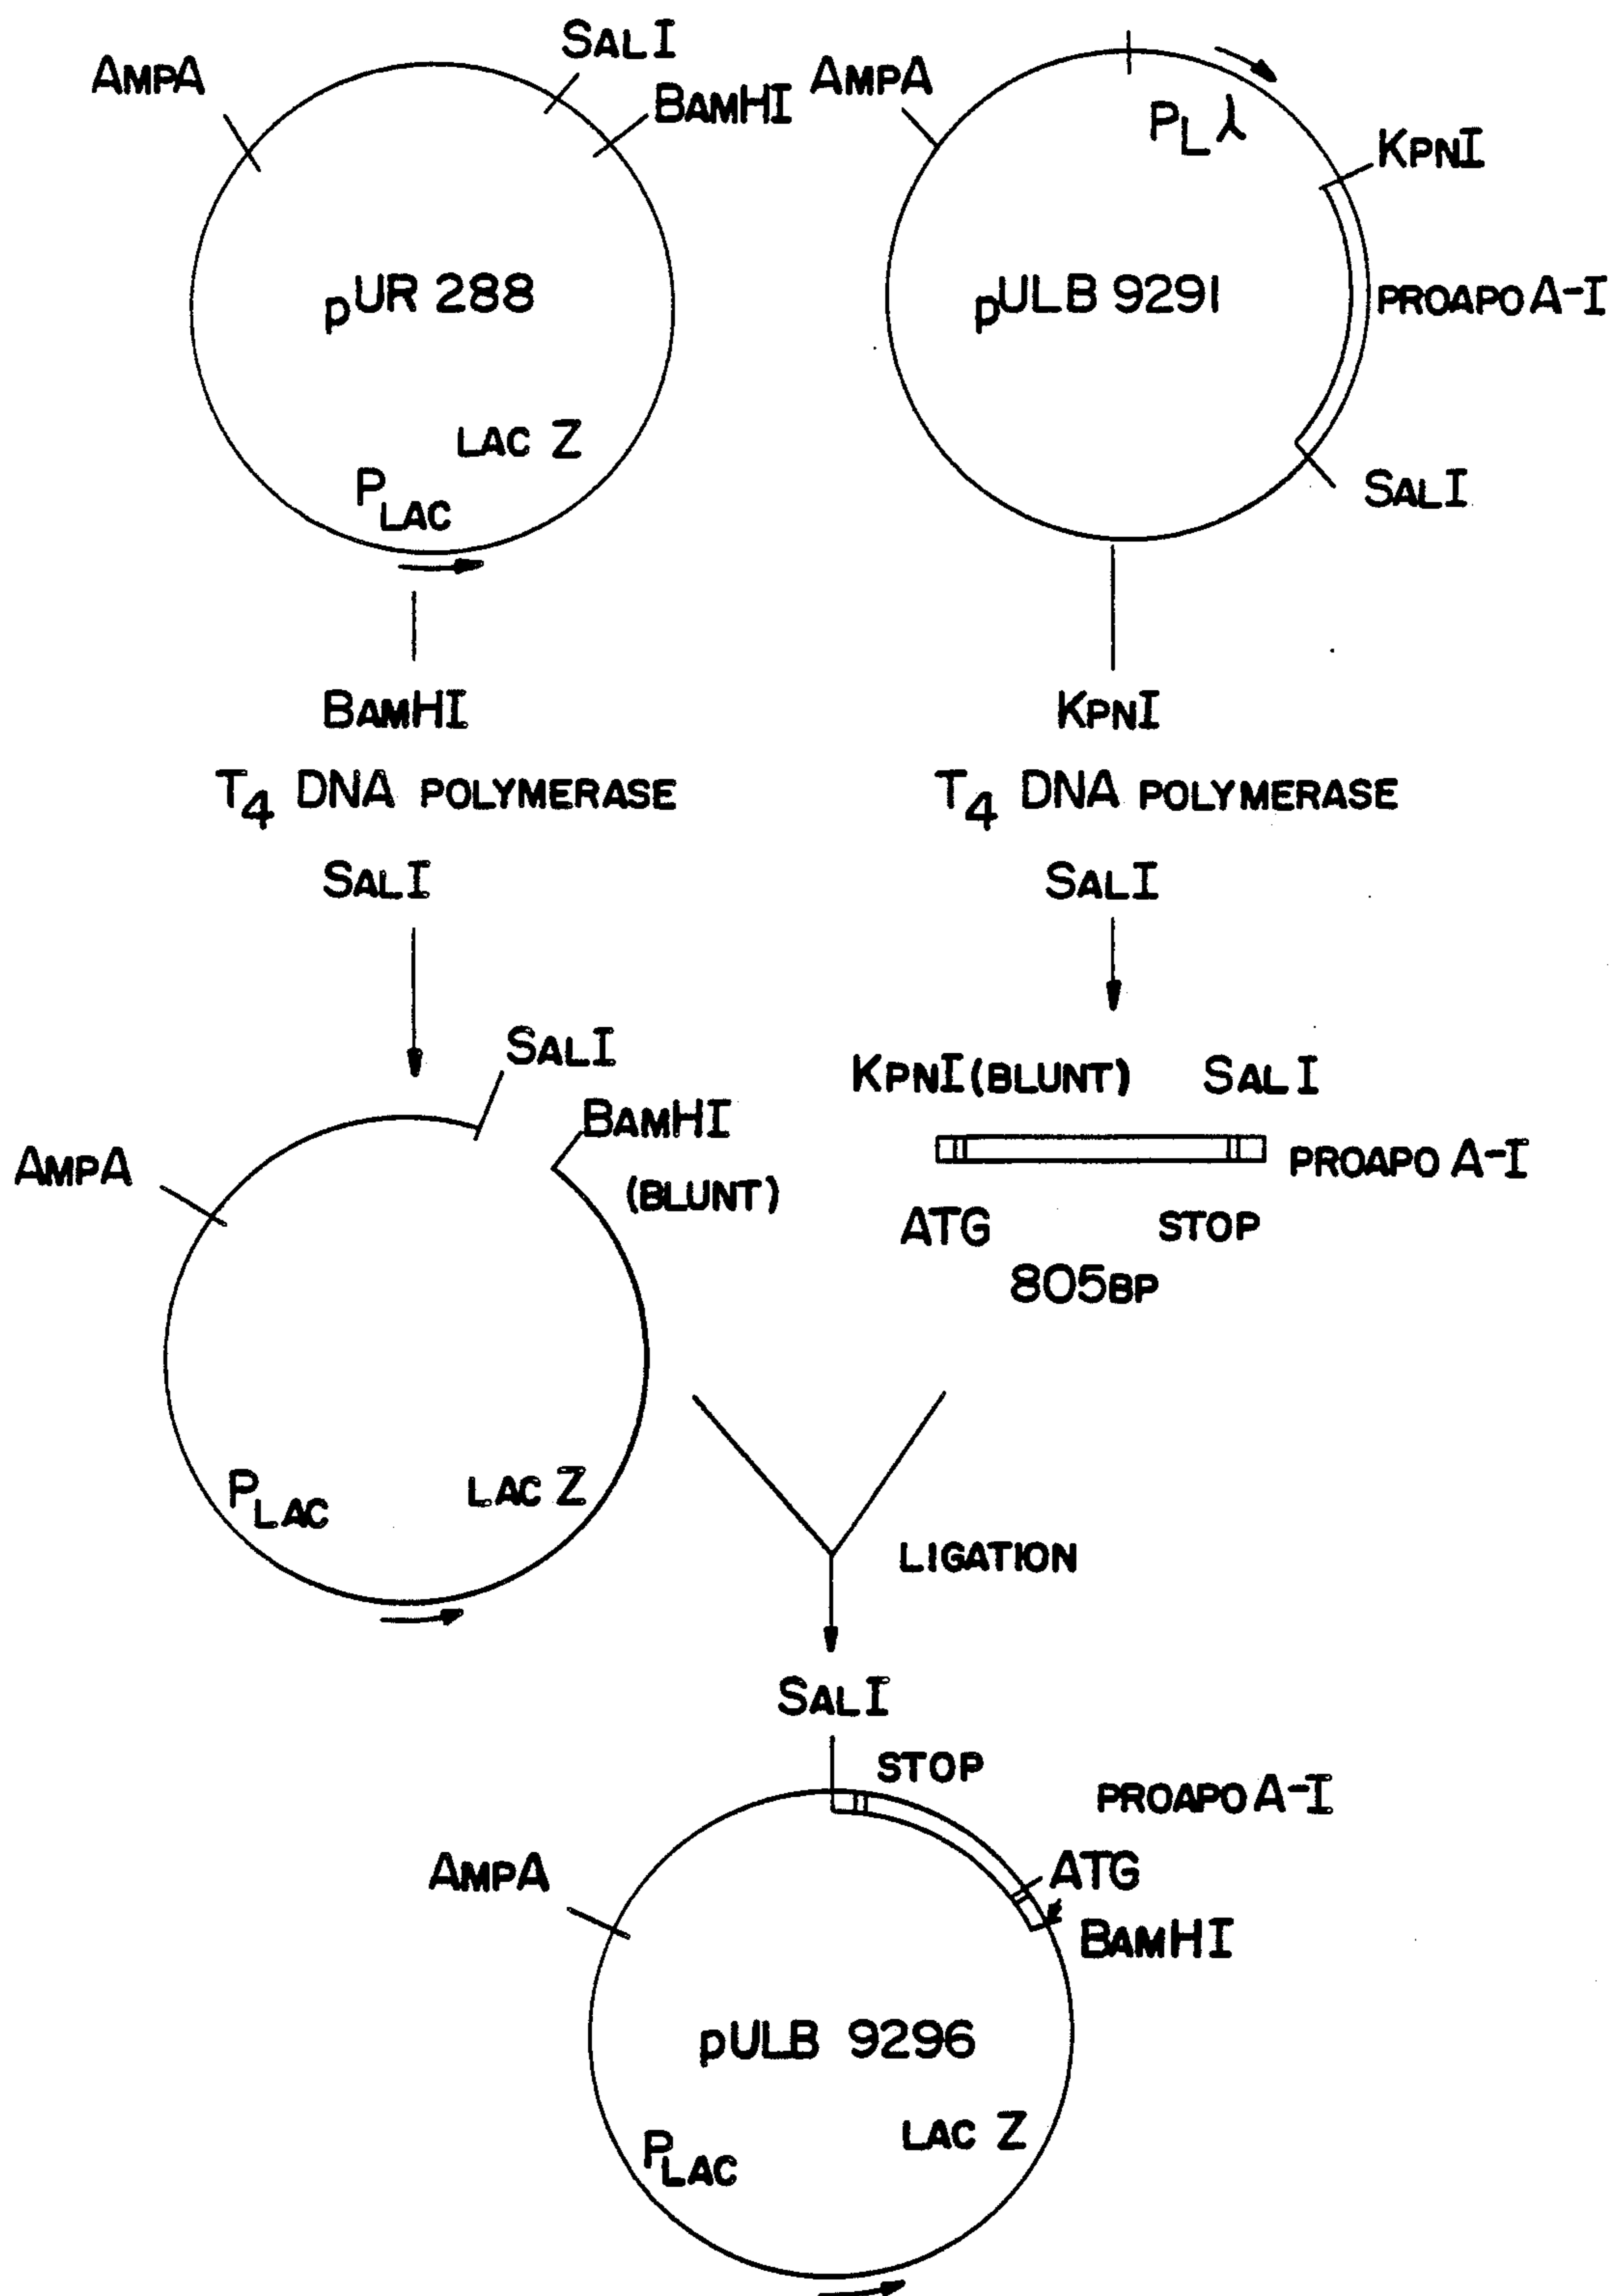 SALI
AMPA
BAMHI
pUR 288
LAC Z
PLAC
AMPA
PL λ
KPNI
pULB 9291
PROAPO A-I
SALI
BAMHI
T4 DNA POLYMERASE
SALI
KPNI
T4 DNA POLYMERASE
SALI
SALI
BAMHI
(BLUNT)
AMPA
PLAC
LAC Z
KPNI (BLUNT)
SALI
PROAPO A-I
ATG
STOP
805BP
LIGATION
SALI
STOP
PROAPO A-I
AMPA
ATG
BAMHI
pULB 9296
LAC Z
PLAC